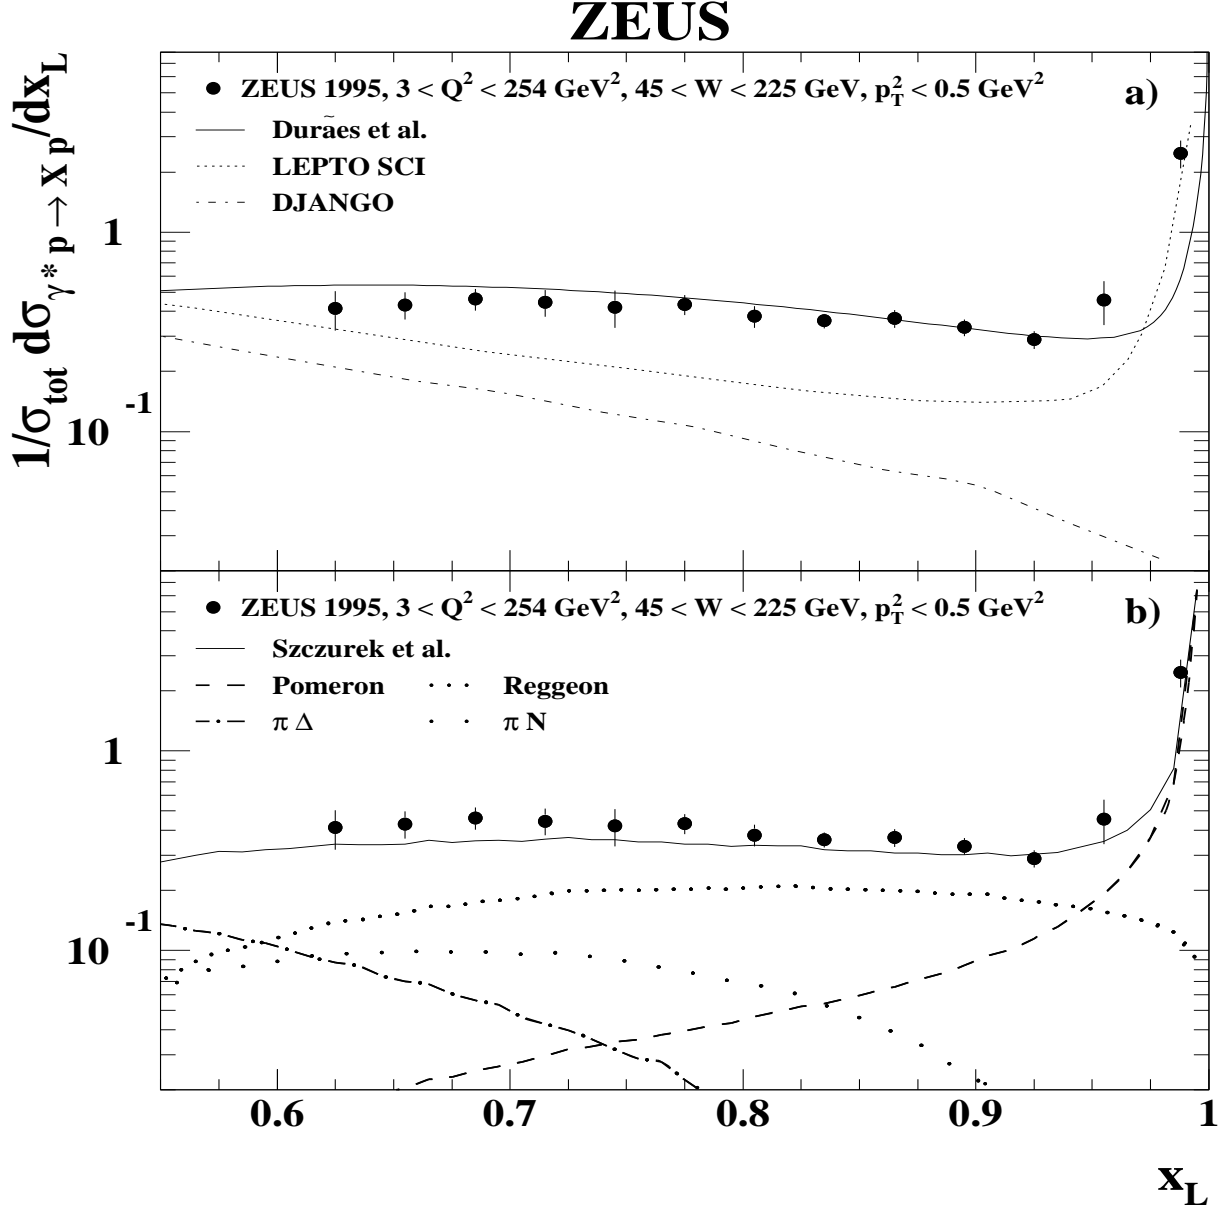 ZEUS
1/σ_tot dσ_γ* p → X p/dx_L
● ZEUS 1995, 3 < Q² < 254 GeV², 45 < W < 225 GeV, p_T² < 0.5 GeV²
a)
Durães et al.
LEPTO SCI
DJANGO
1
10 -1
● ZEUS 1995, 3 < Q² < 254 GeV², 45 < W < 225 GeV, p_T² < 0.5 GeV²
b)
Szczurek et al.
Pomeron Reggeon
π Δ π N
1
10 -1
0.6 0.7 0.8 0.9 1
x_L